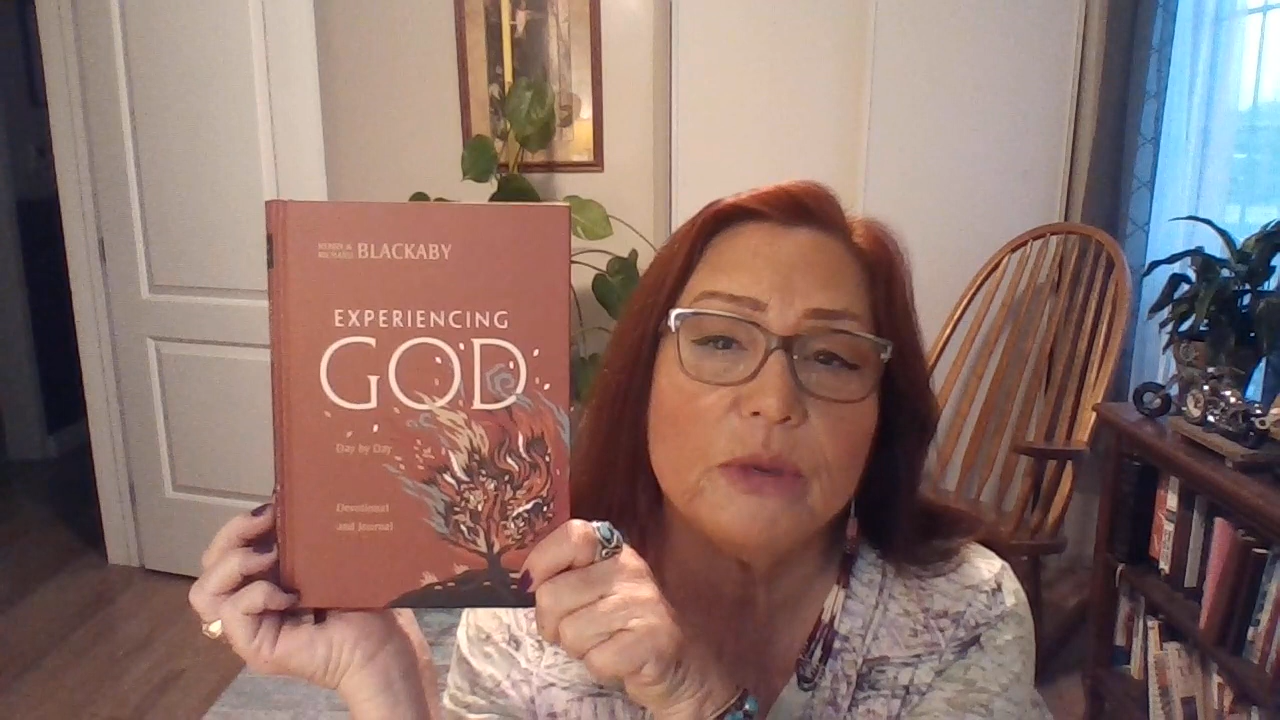 HENRY &
RICHARD BLACKABY
EXPERIENCING
GOD
Day by Day
Devotional
and Journal